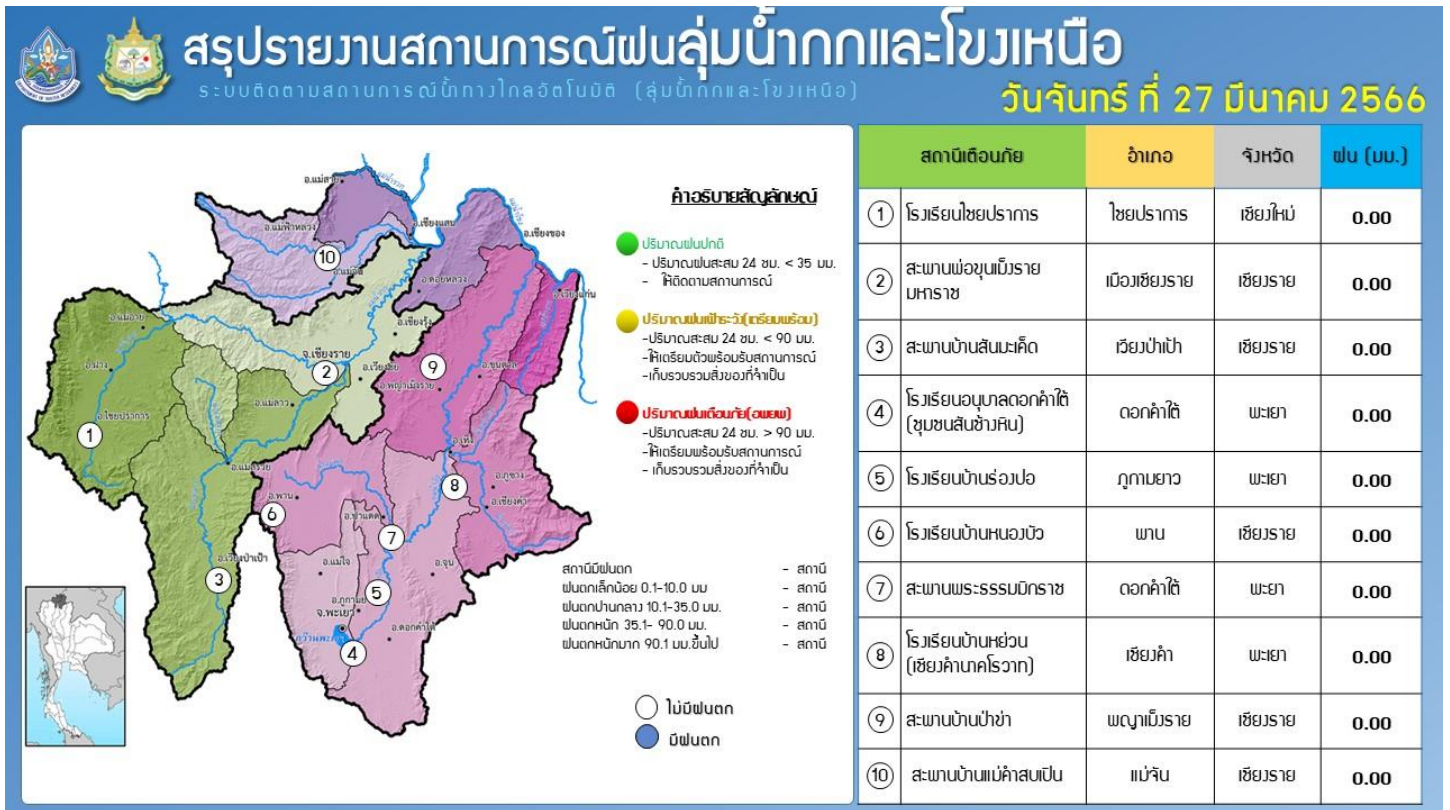 สรุปรายงานสถานการณ์ฝนลุ่มน้ำกกและโขงเหนือ
ระบบติดตามสถานการณ์น้ำทางไกลอัตโนมัติ (ลุ่มน้ำกกและโขงเหนือ)
วันจันทร์ ที่ 27 มีนาคม 2566
อ.แม่สาย
อ.แม่ฟ้าหลวง
อ.เชียงแสน
อ.เชียงของ
10
อ.ดอยหลวง
อ.เวียงแก่น
อ.แม่อาย
อ.เชียงรุ้ง
จ.เชียงราย
2
อ.ฝาง
9
อ.ขุนตาล
อ.พญาเม็งราย
อ.แม่ลาว
อ.ไชยปราการ
1
อ.เทิง
อ.แม่สรวย
8
อ.ภูซาง
อ.เชียงคำ
อ.พาน
6
อ.ป่าแดด
7
อ.เวียงป่าเป้า
3
อ.แม่ใจ
อ.จุน
5
จ.พะเยา
อ.ดอกคำใต้
4
คำอธิบายสัญลักษณ์
ปริมาณฝนปกติ
- ปริมาณฝนสะสม 24 ชม. < 35 มม.
- ให้ติดตามสถานการณ์
ปริมาณฝนเฝ้าระวัง(เตรียมพร้อม)
-ปริมาณสะสม 24 ชม. < 90 มม.
-ให้เตรียมตัวพร้อมรับสถานการณ์
-เก็บรวบรวมสิ่งของที่จำเป็น
ปริมาณฝนเตือนภัย(อพยพ)
-ปริมาณสะสม 24 ชม. > 90 มม.
-ให้เตรียมพร้อมรับสถานการณ์
- เก็บรวบรวมสิ่งของที่จำเป็น
สถานีมีฝนตก - สถานี
ฝนตกเล็กน้อย 0.1-10.0 มม - สถานี
ฝนตกปานกลาง 10.1-35.0 มม. - สถานี
ฝนตกหนัก 35.1- 90.0 มม. - สถานี
ฝนตกหนักมาก 90.1 มม.ขึ้นไป - สถานี
ไม่มีฝนตก
มีฝนตก
สถานีเตือนภัย อำเภอ จังหวัด ฝน (มม.)
1 โรงเรียนไชยปราการ ไชยปราการ เชียงใหม่ 0.00
2 สะพานพ่อขุนเม็งราย
มหาราช เมืองเชียงราย เชียงราย 0.00
3 สะพานบ้านสันมะเค็ด เวียงป่าเป้า เชียงราย 0.00
4 โรงเรียนอนุบาลดอกคำใต้
(ชุมชนสันช้างหิน) ดอกคำใต้ พะเยา 0.00
5 โรงเรียนบ้านร่องปอ ภูกามยาว พะเยา 0.00
6 โรงเรียนบ้านหนองบัว พาน เชียงราย 0.00
7 สะพานพระธรรมมิกราช ดอกคำใต้ พะยา 0.00
8 โรงเรียนบ้านหย่วน
(เชียงคำนาคโรวาท) เชียงคำ พะเยา 0.00
9 สะพานบ้านป่าข่า พญาเม็งราย เชียงราย 0.00
10 สะพานบ้านแม่คำสบเปิน แม่จัน เชียงราย 0.00